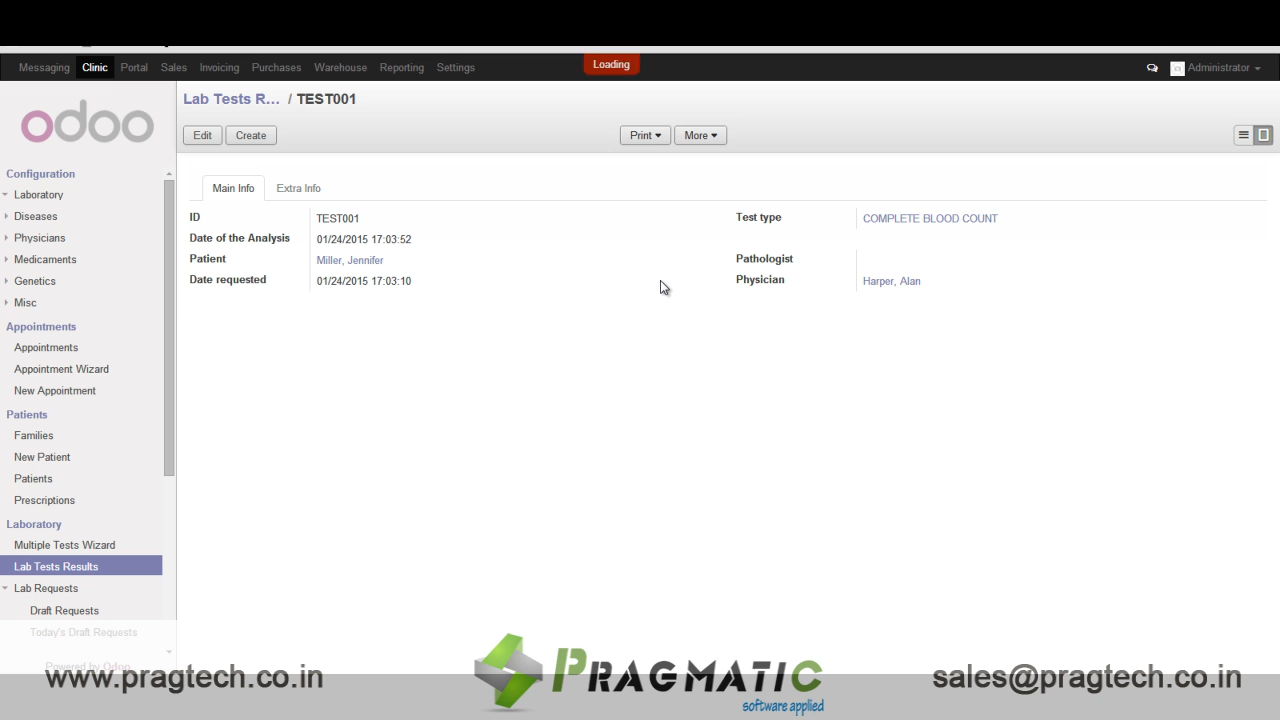 Messaging Clinic Portal Sales Invoicing Purchases Warehouse Reporting Settings Loading Administrator
odoo
Lab Tests R... / TEST001
Edit Create Print More
Configuration
Laboratory
Diseases
Physicians
Medicaments
Genetics
Misc
Appointments
Appointments
Appointment Wizard
New Appointment
Patients
Families
New Patient
Patients
Prescriptions
Laboratory
Multiple Tests Wizard
Lab Tests Results
Lab Requests
Draft Requests
Today's Draft Requests
Powered by Odoo
Main Info Extra Info
ID TEST001 Test type COMPLETE BLOOD COUNT
Date of the Analysis 01/24/2015 17:03:52
Patient Miller, Jennifer Pathologist
Date requested 01/24/2015 17:03:10 Physician Harper, Alan
www.pragtech.co.in PRAGMATIC sales@pragtech.co.in
software applied